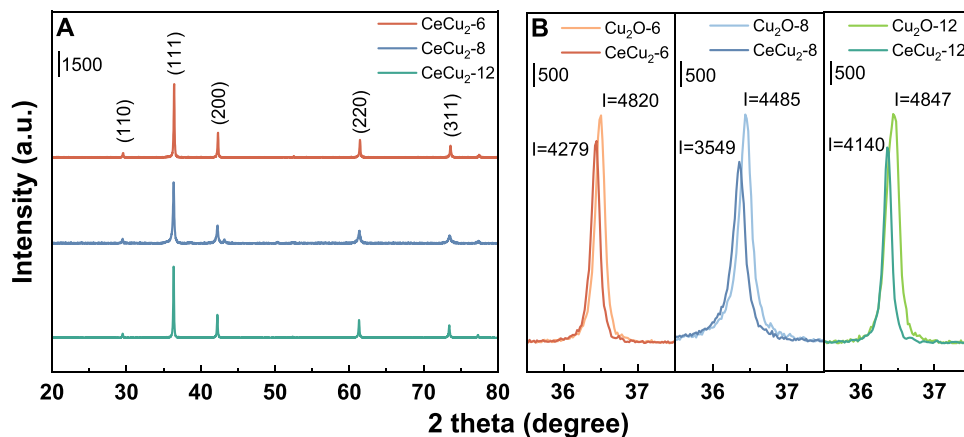 A
CeCu₂-6
CeCu₂-8
CeCu₂-12
1500
(110)
(111)
(200)
(220)
(311)
Intensity (a.u.)
20 30 40 50 60 70 80
B
Cu₂O-6
CeCu₂-6
500
I=4820
I=4279
36 37
Cu₂O-8
CeCu₂-8
500
I=4485
I=3549
36 37
Cu₂O-12
CeCu₂-12
500
I=4847
I=4140
36 37
2 theta (degree)